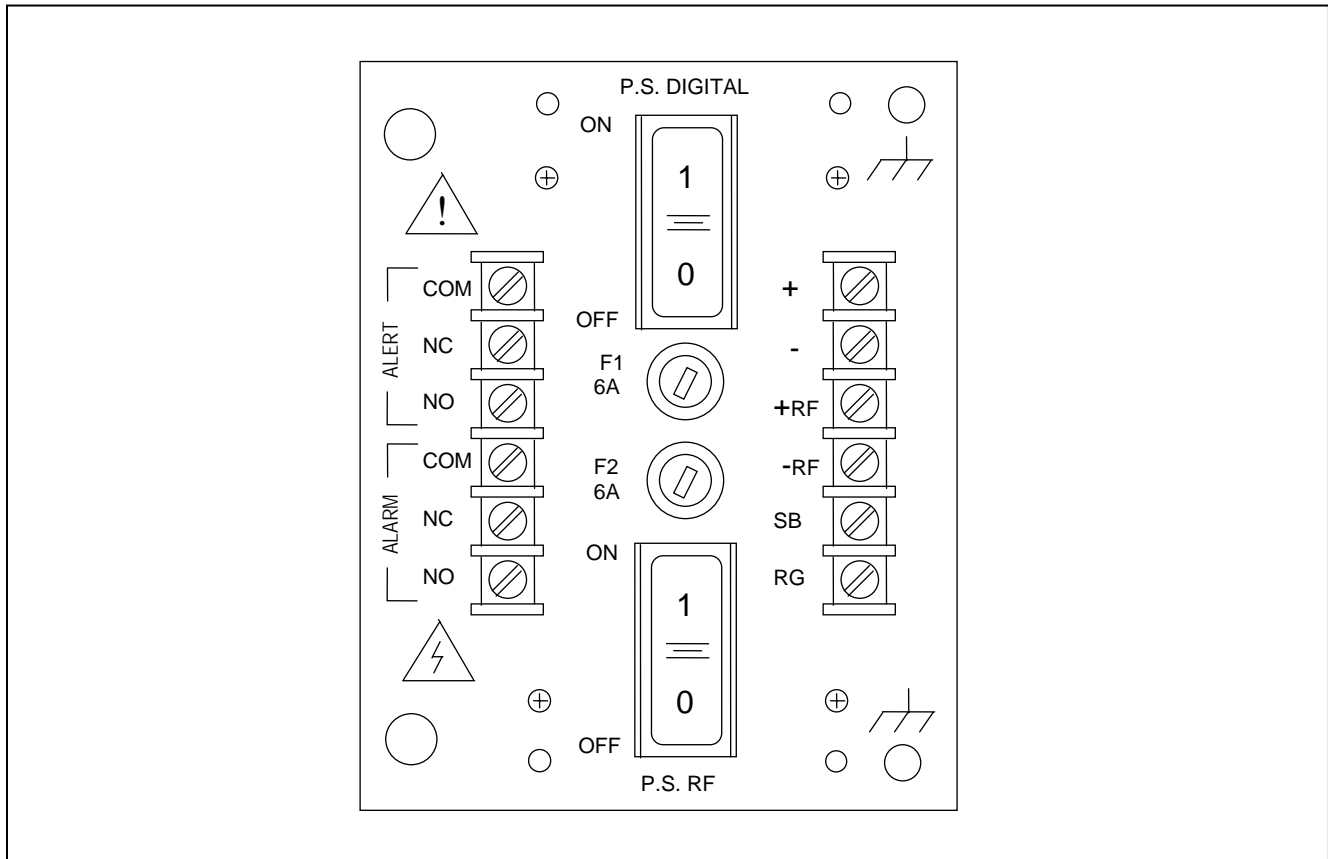 P.S. DIGITAL
ON
1
0
OFF
!
ALERT
COM
NC
NO
ALARM
COM
NC
NO
F1
6A
F2
6A
+
-
+RF
-RF
SB
RG
ON
1
0
OFF
P.S. RF